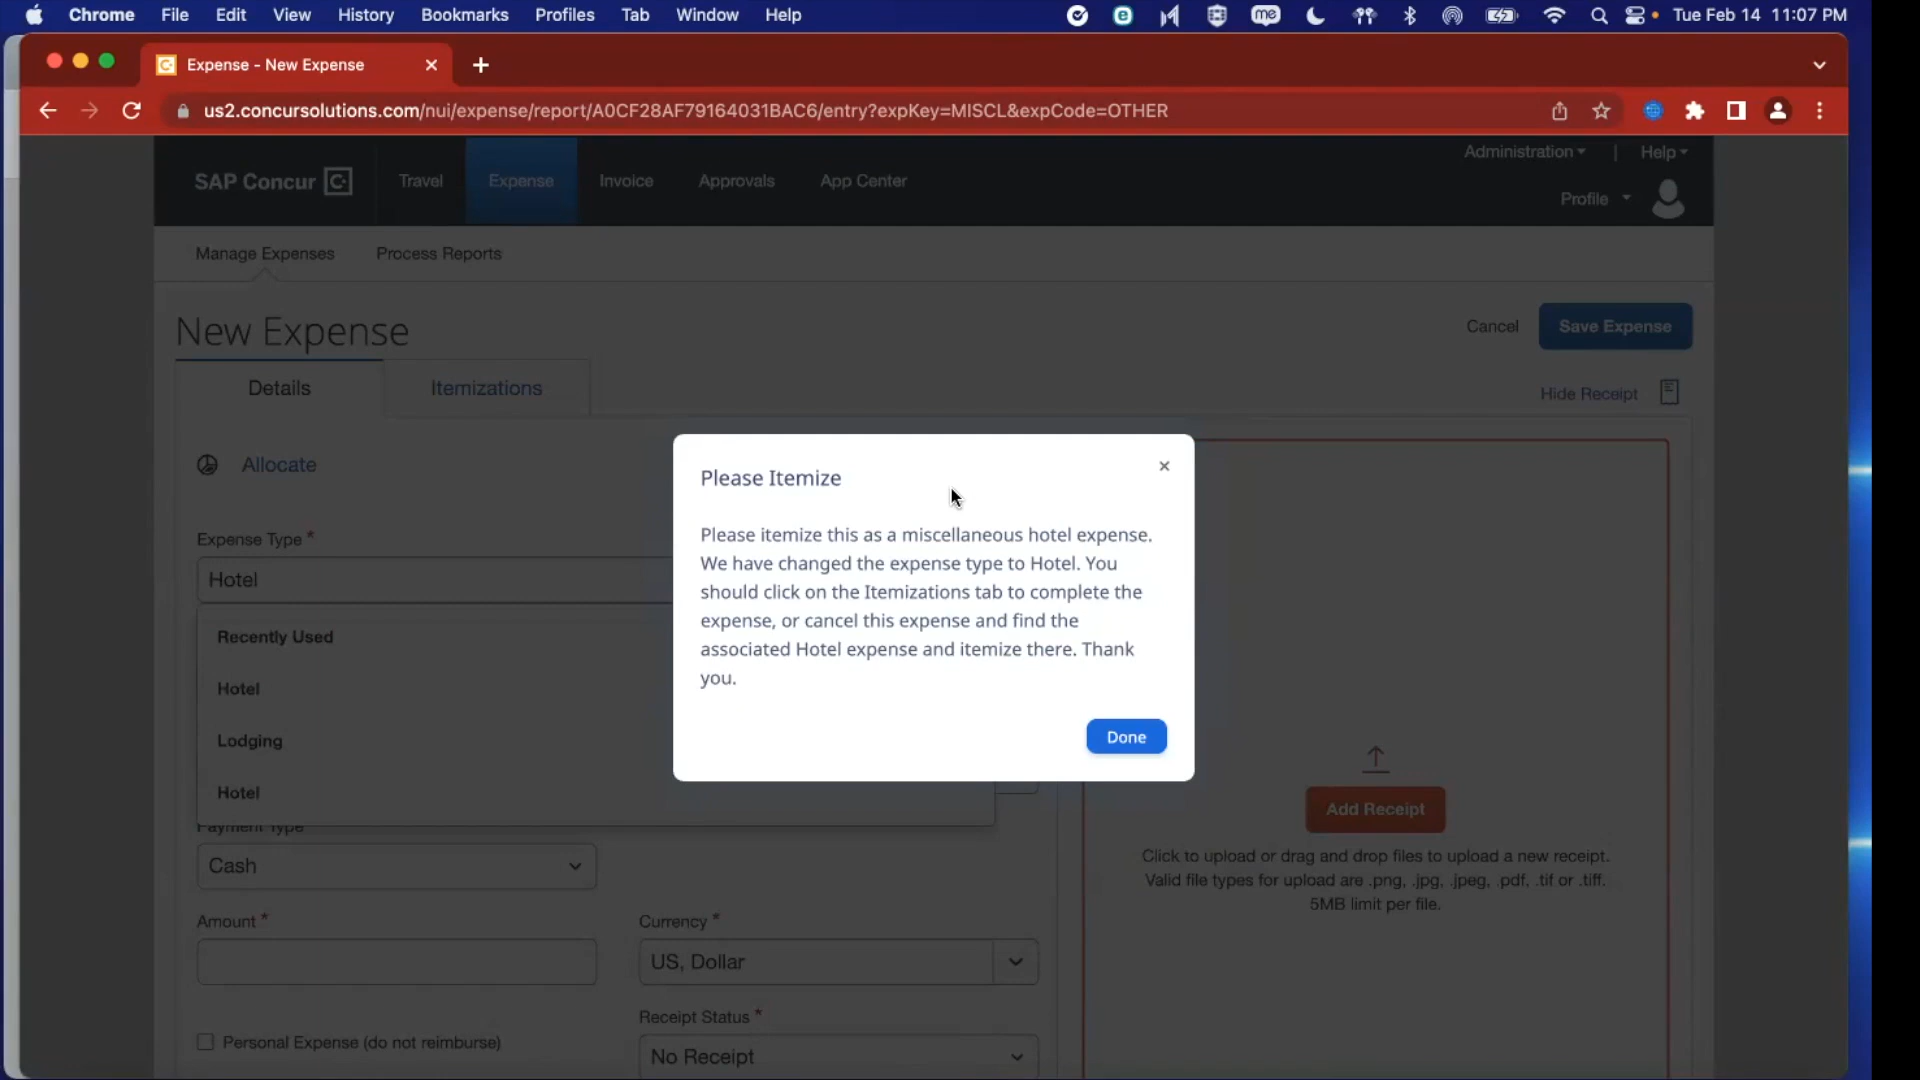 Chrome File Edit View History Bookmarks Profiles Tab Window Help me Tue Feb 14 11:07 PM
Expense - New Expense
us2.concursolutions.com/nui/expense/report/A0CF28AF79164031BAC6/entry?expKey=MISCL&expCode=OTHER
Administration | Help
SAP Concur C Travel Expense Invoice Approvals App Center
Profile
Manage Expenses Process Reports
New Expense
Cancel Save Expense
Details Itemizations
Hide Receipt
Allocate
Please Itemize
Please itemize this as a miscellaneous hotel expense.
We have changed the expense type to Hotel. You
should click on the Itemizations tab to complete the
expense, or cancel this expense and find the
associated Hotel expense and itemize there. Thank
you.
Done
Expense Type *
Hotel
Recently Used
Hotel
Lodging
Hotel
Payment Type
Cash
Amount *
Currency *
US, Dollar
Receipt Status *
No Receipt
Personal Expense (do not reimburse)
Add Receipt
Click to upload or drag and drop files to upload a new receipt.
Valid file types for upload are .png, .jpg, .jpeg, .pdf, .tif or .tiff.
5MB limit per file.